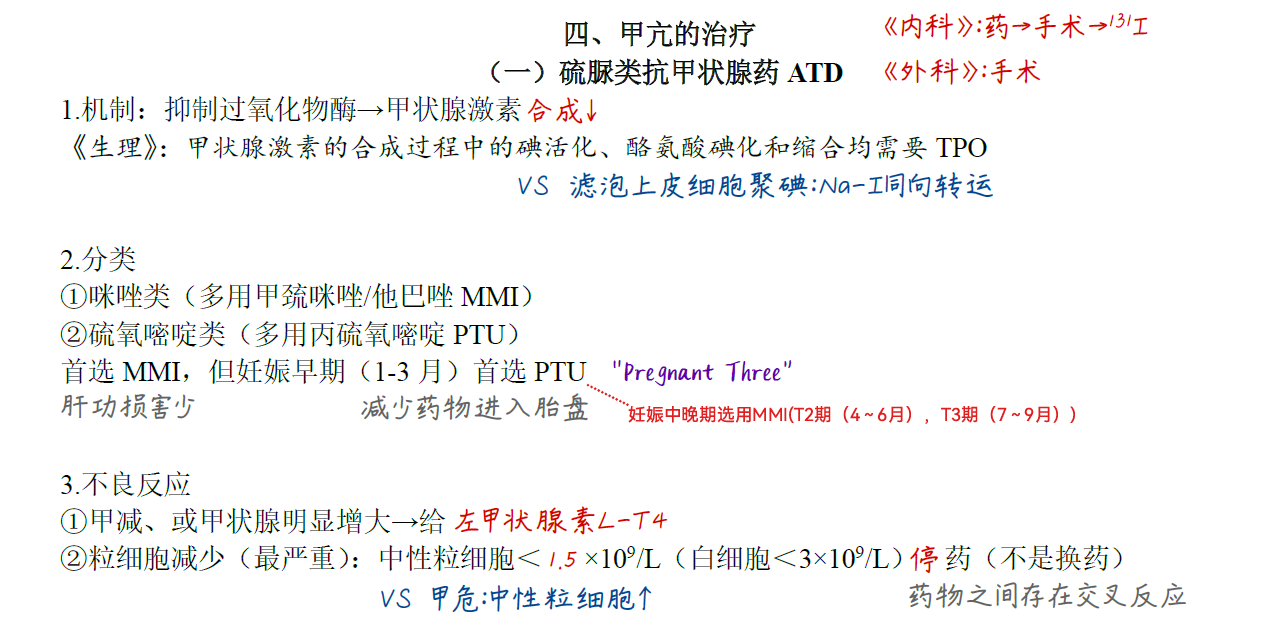 四、甲亢的治疗 《内科》:药→手术→¹³¹I
（一）硫脲类抗甲状腺药 ATD 《外科》:手术
1.机制：抑制过氧化物酶→甲状腺激素合成↓
《生理》：甲状腺激素的合成过程中的碘活化、酪氨酸碘化和缩合均需要 TPO
VS 滤泡上皮细胞聚碘:Na-I同向转运
2.分类
①咪唑类（多用甲巯咪唑/他巴唑 MMI）
②硫氧嘧啶类（多用丙硫氧嘧啶 PTU）
首选 MMI，但妊娠早期（1-3 月）首选 PTU "Pregnant Three"
肝功损害少 减少药物进入胎盘 妊娠中晚期选用MMI(T2期（4～6月），T3期（7～9月）)
3.不良反应
①甲减、或甲状腺明显增大→给 左甲状腺素L-T4
②粒细胞减少（最严重）：中性粒细胞＜1.5×10⁹/L（白细胞＜3×10⁹/L）停药（不是换药）
VS 甲危:中性粒细胞↑ 药物之间存在交叉反应